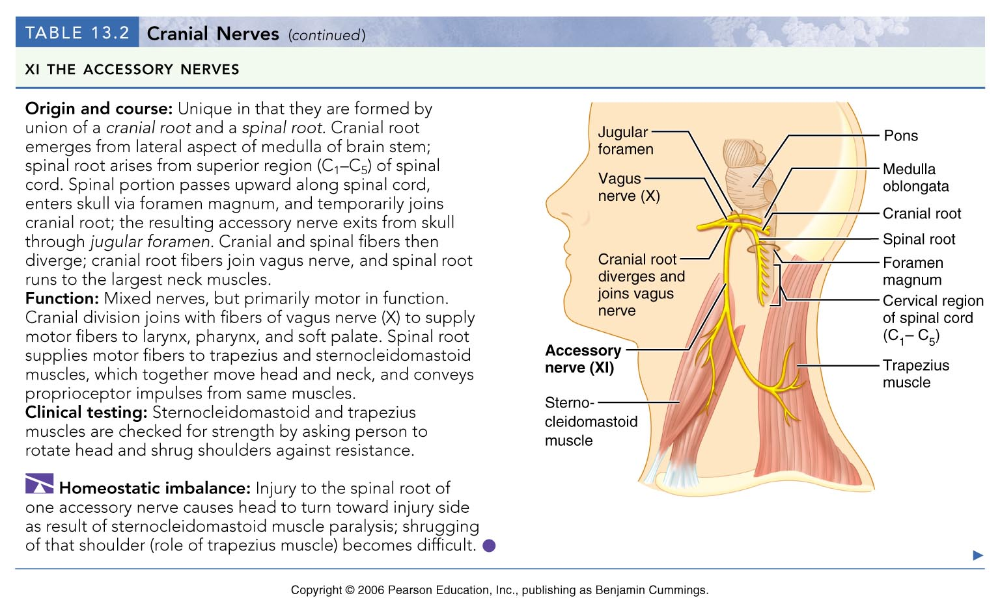 TABLE 13.2 Cranial Nerves (continued)
XI THE ACCESSORY NERVES
Origin and course: Unique in that they are formed by
union of a cranial root and a spinal root. Cranial root
emerges from lateral aspect of medulla of brain stem;
spinal root arises from superior region (C₁–C₅) of spinal
cord. Spinal portion passes upward along spinal cord,
enters skull via foramen magnum, and temporarily joins
cranial root; the resulting accessory nerve exits from skull
through jugular foramen. Cranial and spinal fibers then
diverge; cranial root fibers join vagus nerve, and spinal root
runs to the largest neck muscles.
Function: Mixed nerves, but primarily motor in function.
Cranial division joins with fibers of vagus nerve (X) to supply
motor fibers to larynx, pharynx, and soft palate. Spinal root
supplies motor fibers to trapezius and sternocleidomastoid
muscles, which together move head and neck, and conveys
proprioceptor impulses from same muscles.
Clinical testing: Sternocleidomastoid and trapezius
muscles are checked for strength by asking person to
rotate head and shrug shoulders against resistance.
Homeostatic imbalance: Injury to the spinal root of
one accessory nerve causes head to turn toward injury side
as result of sternocleidomastoid muscle paralysis; shrugging
of that shoulder (role of trapezius muscle) becomes difficult.
Jugular
foramen
Vagus
nerve (X)
Cranial root
diverges and
joins vagus
nerve
Accessory
nerve (XI)
Sterno-
cleidomastoid
muscle
Pons
Medulla
oblongata
Cranial root
Spinal root
Foramen
magnum
Cervical region
of spinal cord
(C₁– C₅)
Trapezius
muscle
Copyright © 2006 Pearson Education, Inc., publishing as Benjamin Cummings.